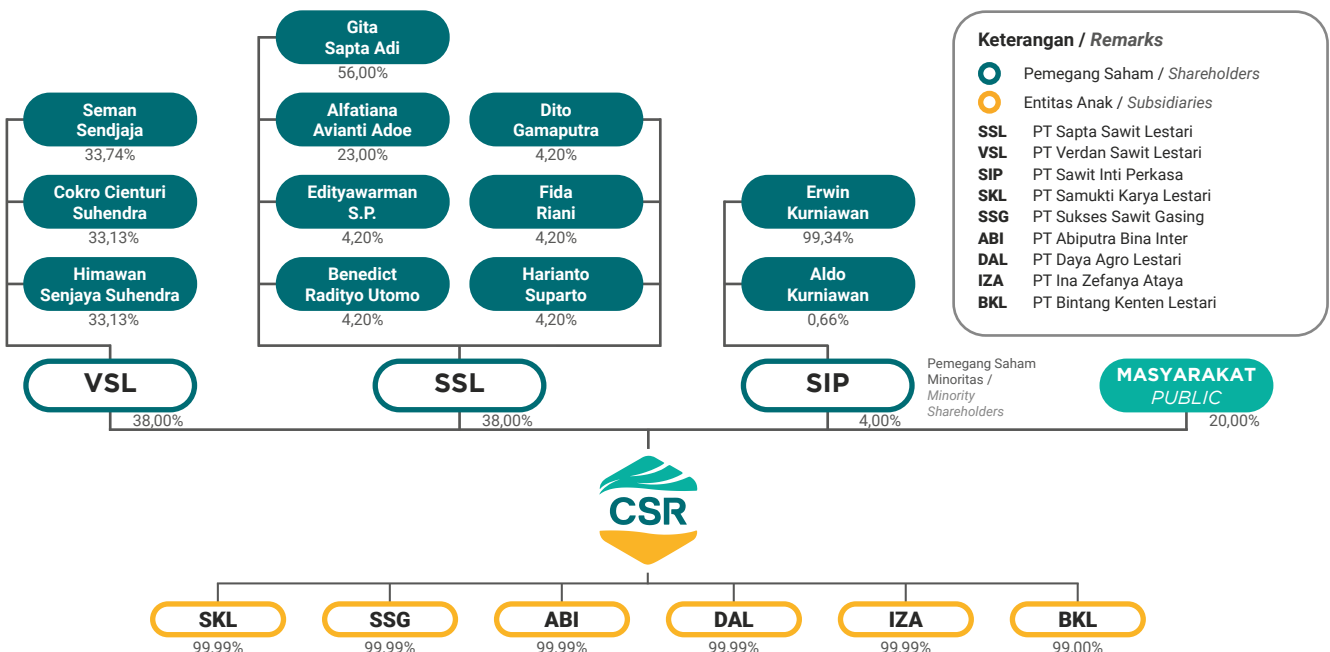 Gita
Sapta Adi
56,00%
Seman
Sendjaja
33,74%
Cokro Cienturi
Suhendra
33,13%
Himawan
Senjaya Suhendra
33,13%
Alfatiana
Avianti Adoe
23,00%
Edityawarman
S.P.
4,20%
Benedict
Radityo Utomo
4,20%
Dito
Gamaputra
4,20%
Fida
Riani
4,20%
Harianto
Suparto
4,20%
Erwin
Kurniawan
99,34%
Aldo
Kurniawan
0,66%
Keterangan / Remarks
Pemegang Saham / Shareholders
Entitas Anak / Subsidiaries
SSL PT Sapta Sawit Lestari
VSL PT Verdan Sawit Lestari
SIP PT Sawit Inti Perkasa
SKL PT Samukti Karya Lestari
SSG PT Sukses Sawit Gasing
ABI PT Abiputra Bina Inter
DAL PT Daya Agro Lestari
IZA PT Ina Zefanya Ataya
BKL PT Bintang Kenten Lestari
VSL
38,00%
SSL
38,00%
SIP
4,00%
Pemegang Saham
Minoritas /
Minority
Shareholders
MASYARAKAT
PUBLIC
20,00%
CSR
SKL
99,99%
SSG
99,99%
ABI
99,99%
DAL
99,99%
IZA
99,99%
BKL
99,00%